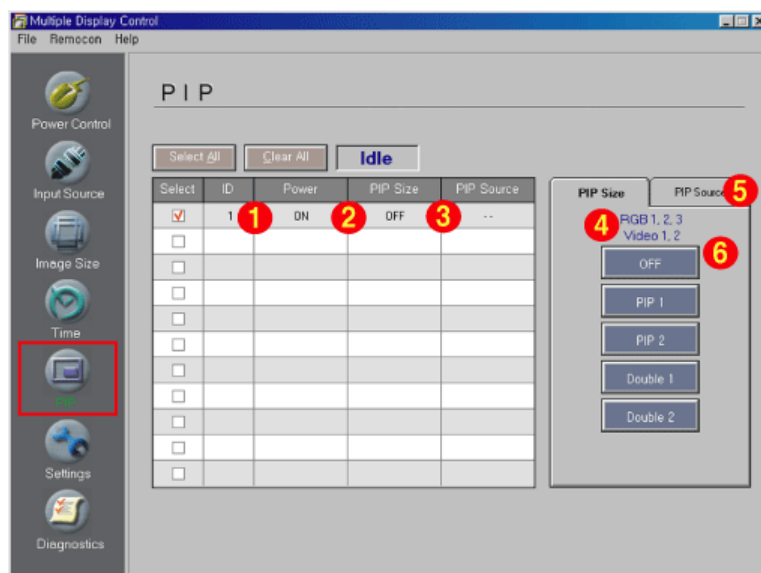 Multiple Display Control
File Remocon Help
PIP
Power Control
Input Source
Image Size
Time
PIP
Settings
Diagnostics
Select All Clear All Idle
Select ID Power PIP Size PIP Source
1 1 ON 2 OFF 3 --
PIP Size PIP Source 5
4 RGB 1, 2, 3
Video 1, 2
OFF 6
PIP 1
PIP 2
Double 1
Double 2